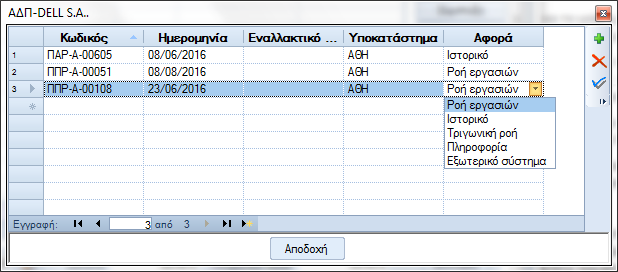 ΑΔΠ-DELL S.A..
Κωδικός Ημερομηνία Εναλλακτικό ... Υποκατάστημα Αφορά
1 ΠΑΡ-Α-00605 08/06/2016 ΑΘΗ Ιστορικό
2 ΠΠΡ-Α-00051 08/08/2016 ΑΘΗ Ροή εργασιών
3 ΠΠΡ-Α-00108 23/06/2016 ΑΘΗ Ροή εργασιών
Ροή εργασιών
Ιστορικό
Τριγωνική ροή
Πληροφορία
Εξωτερικό σύστημα
Εγγραφή: 3 από 3
Αποδοχή